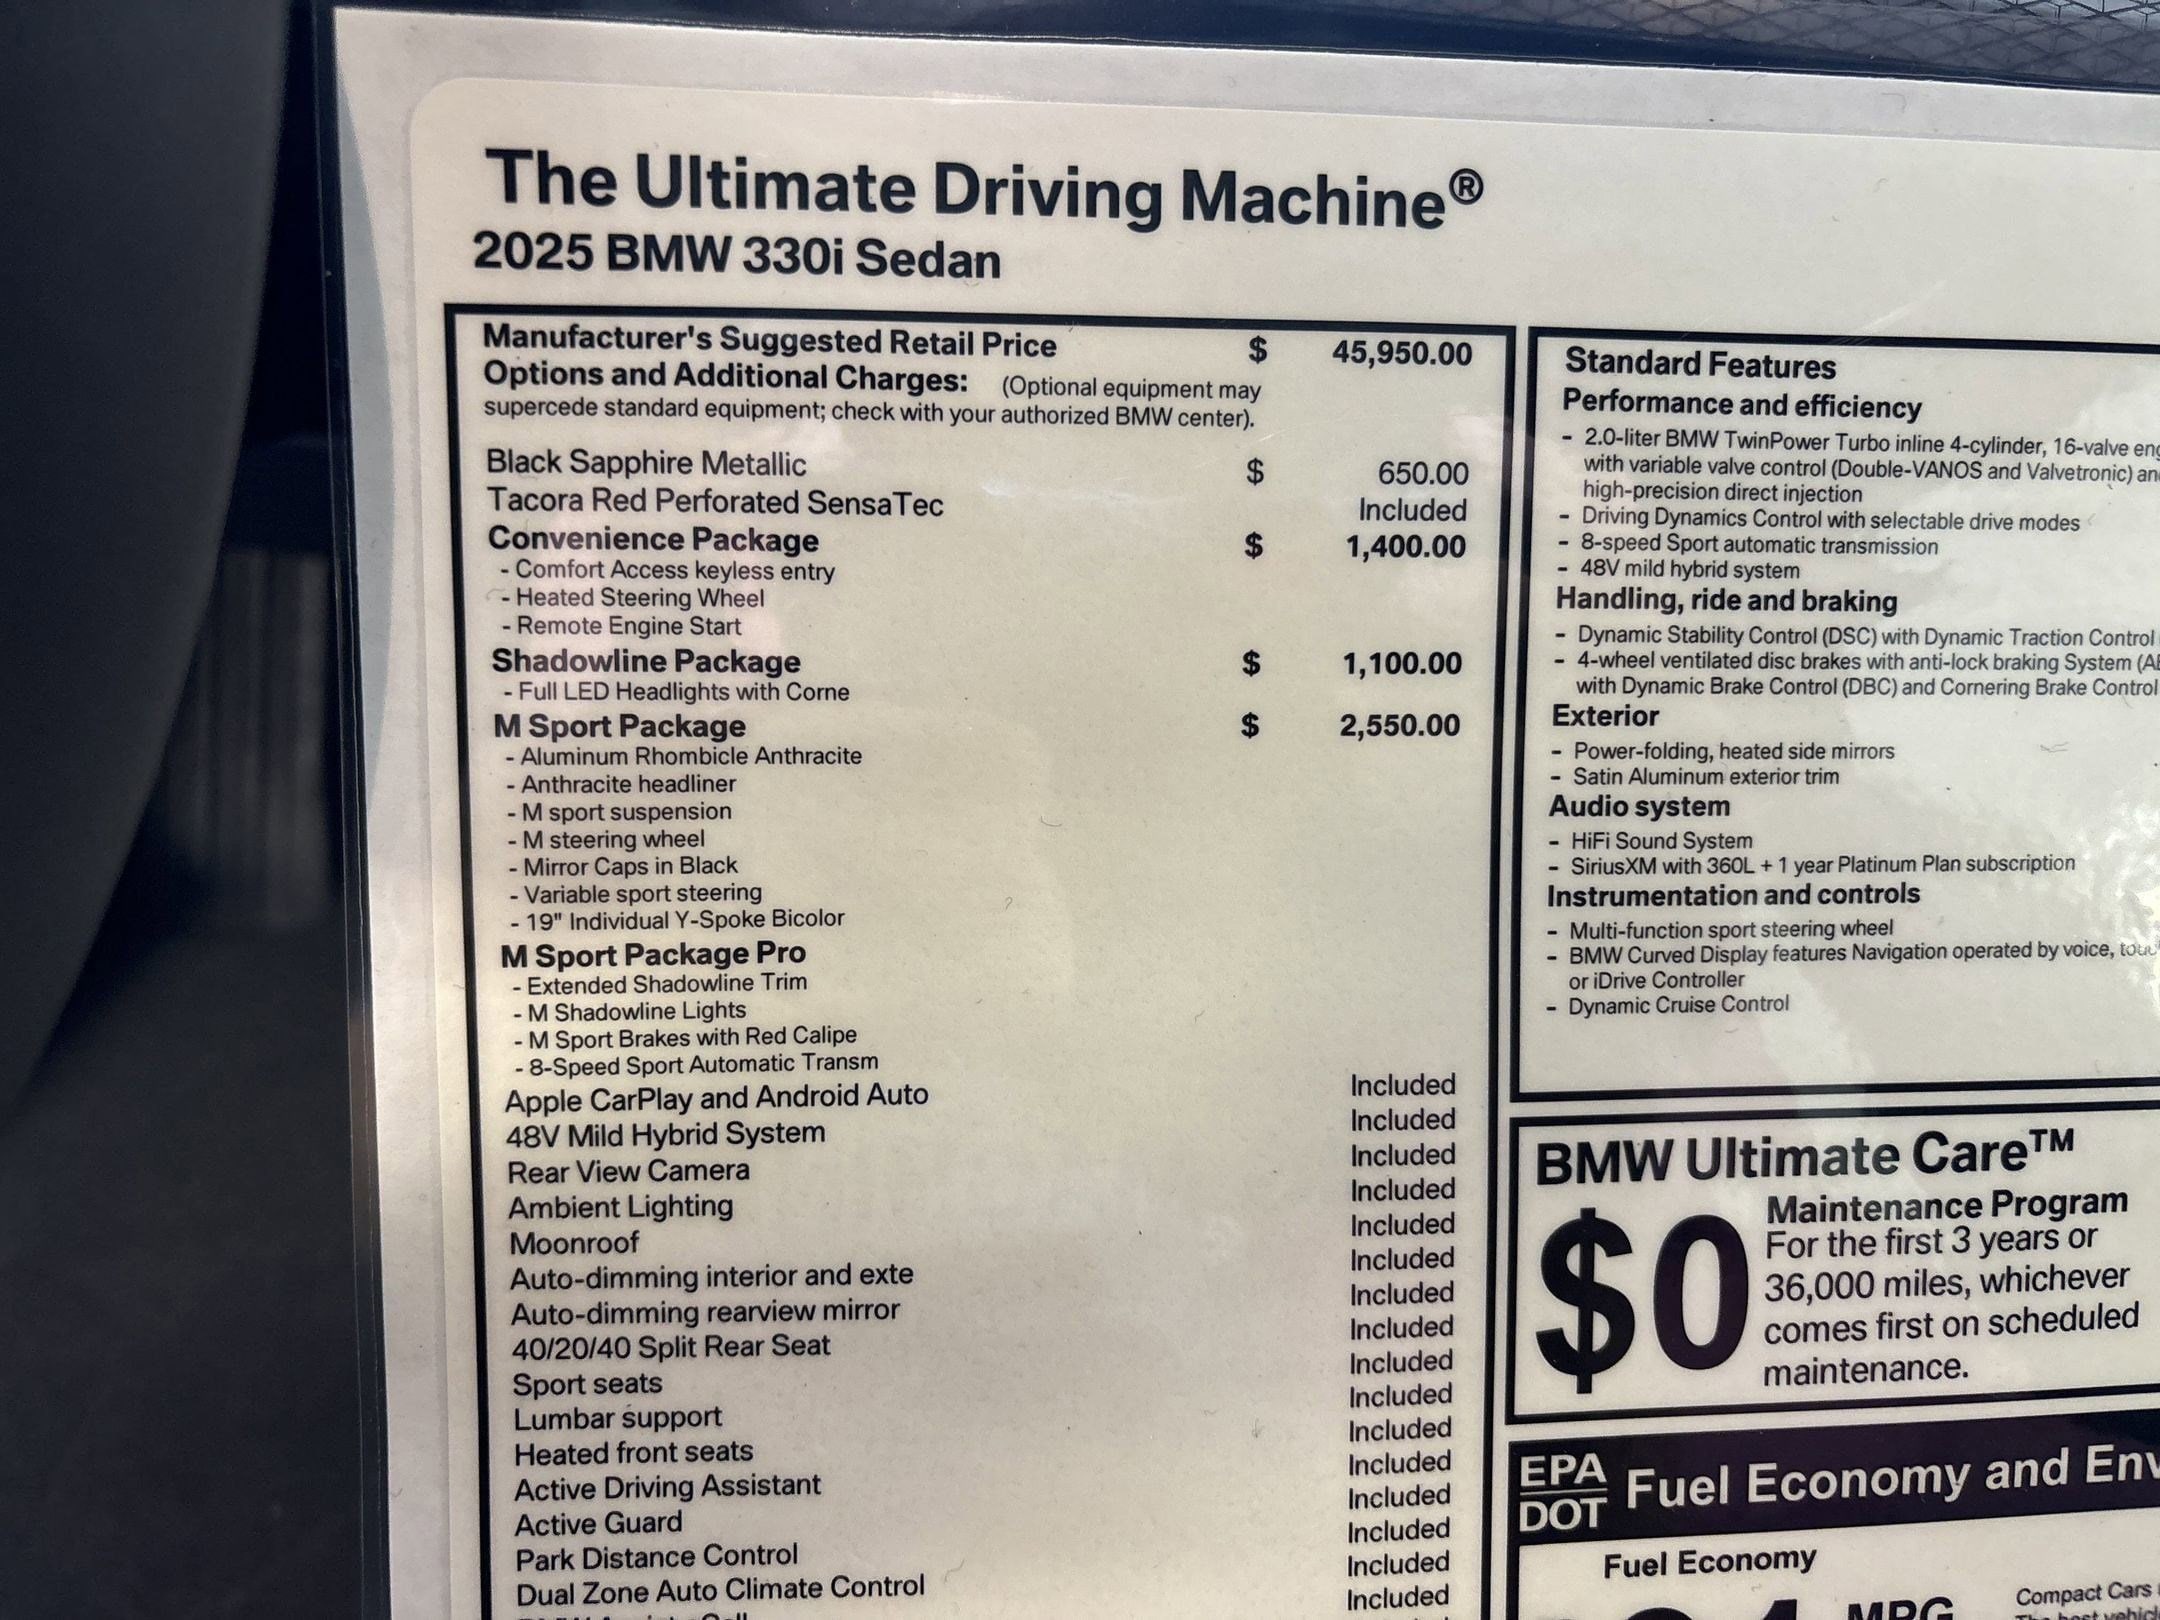 The Ultimate Driving Machine®
2025 BMW 330i Sedan
Manufacturer's Suggested Retail Price $ 45,950.00
Options and Additional Charges: (Optional equipment may
supercede standard equipment; check with your authorized BMW center).
Black Sapphire Metallic $ 650.00
Tacora Red Perforated SensaTec Included
Convenience Package $ 1,400.00
- Comfort Access keyless entry
- Heated Steering Wheel
- Remote Engine Start
Shadowline Package $ 1,100.00
- Full LED Headlights with Corne
M Sport Package $ 2,550.00
- Aluminum Rhombicle Anthracite
- Anthracite headliner
- M sport suspension
- M steering wheel
- Mirror Caps in Black
- Variable sport steering
- 19" Individual Y-Spoke Bicolor
M Sport Package Pro
- Extended Shadowline Trim
- M Shadowline Lights
- M Sport Brakes with Red Calipe
- 8-Speed Sport Automatic Transm
Apple CarPlay and Android Auto Included
48V Mild Hybrid System Included
Rear View Camera Included
Ambient Lighting Included
Moonroof Included
Auto-dimming interior and exte Included
Auto-dimming rearview mirror Included
40/20/40 Split Rear Seat Included
Sport seats Included
Lumbar support Included
Heated front seats Included
Active Driving Assistant Included
Active Guard Included
Park Distance Control Included
Dual Zone Auto Climate Control Included
Included
Standard Features
Performance and efficiency
- 2.0-liter BMW TwinPower Turbo inline 4-cylinder, 16-valve eng
with variable valve control (Double-VANOS and Valvetronic) an
high-precision direct injection
- Driving Dynamics Control with selectable drive modes
- 8-speed Sport automatic transmission
- 48V mild hybrid system
Handling, ride and braking
- Dynamic Stability Control (DSC) with Dynamic Traction Control
- 4-wheel ventilated disc brakes with anti-lock braking System (A
with Dynamic Brake Control (DBC) and Cornering Brake Control
Exterior
- Power-folding, heated side mirrors
- Satin Aluminum exterior trim
Audio system
- HiFi Sound System
- SiriusXM with 360L + 1 year Platinum Plan subscription
Instrumentation and controls
- Multi-function sport steering wheel
- BMW Curved Display features Navigation operated by voice, tou
or iDrive Controller
- Dynamic Cruise Control
BMW Ultimate Care™
$0
Maintenance Program
For the first 3 years or
36,000 miles, whichever
comes first on scheduled
maintenance.
EPA
DOT
Fuel Economy and Env
Fuel Economy
MPG
Compact Cars